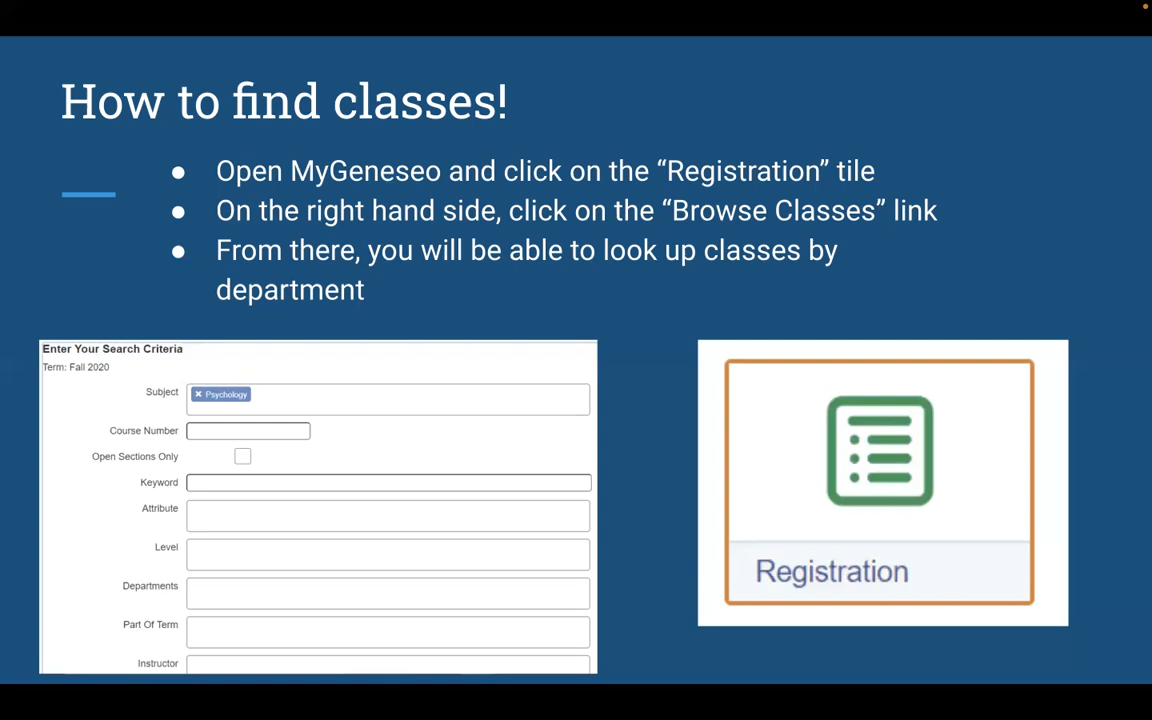 How to find classes!
● Open MyGeneseo and click on the “Registration” tile
● On the right hand side, click on the “Browse Classes” link
● From there, you will be able to look up classes by
department
Enter Your Search Criteria
Term: Fall 2020
Subject
✖ Psychology
Course Number
Open Sections Only
Keyword
Attribute
Level
Departments
Part Of Term
Instructor
Registration